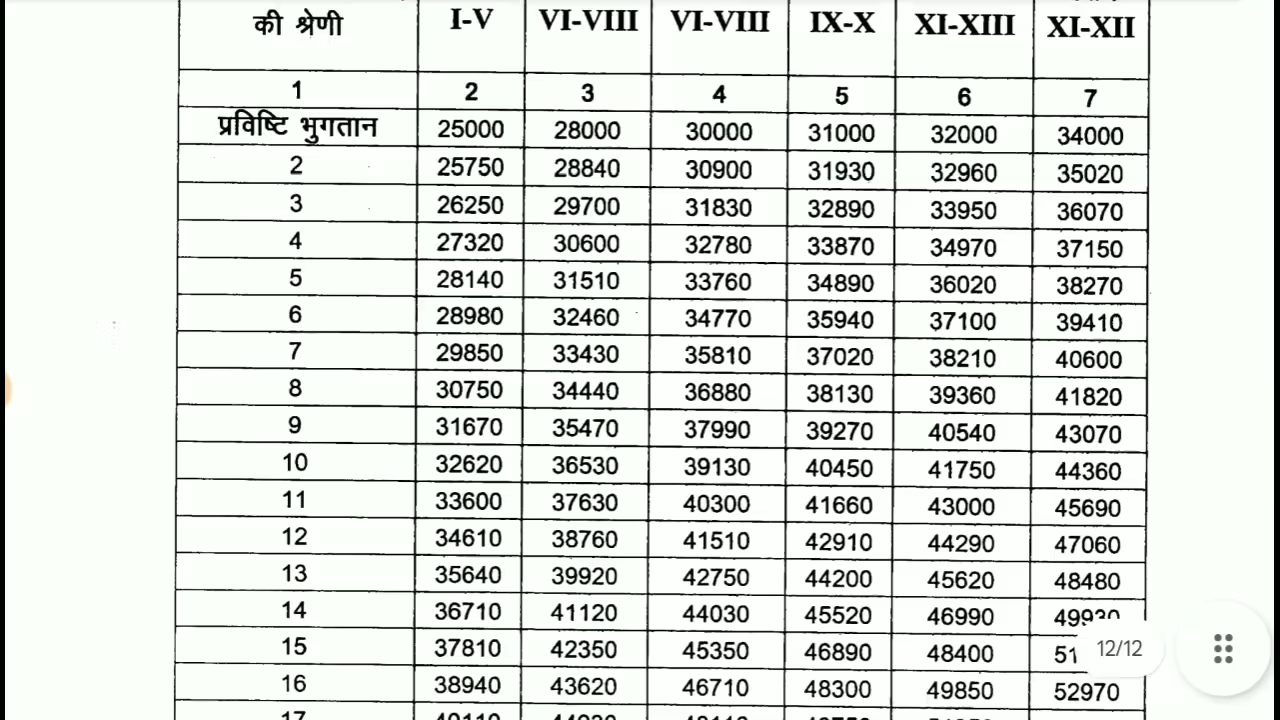 की श्रेणी I-V VI-VIII VI-VIII IX-X XI-XIII XI-XII
1 2 3 4 5 6 7
प्रविष्टि भुगतान 25000 28000 30000 31000 32000 34000
2 25750 28840 30900 31930 32960 35020
3 26250 29700 31830 32890 33950 36070
4 27320 30600 32780 33870 34970 37150
5 28140 31510 33760 34890 36020 38270
6 28980 32460 34770 35940 37100 39410
7 29850 33430 35810 37020 38210 40600
8 30750 34440 36880 38130 39360 41820
9 31670 35470 37990 39270 40540 43070
10 32620 36530 39130 40450 41750 44360
11 33600 37630 40300 41660 43000 45690
12 34610 38760 41510 42910 44290 47060
13 35640 39920 42750 44200 45620 48480
14 36710 41120 44030 45520 46990 49930
15 37810 42350 45350 46890 48400
12/12
16 38940 43620 46710 48300 49850 52970